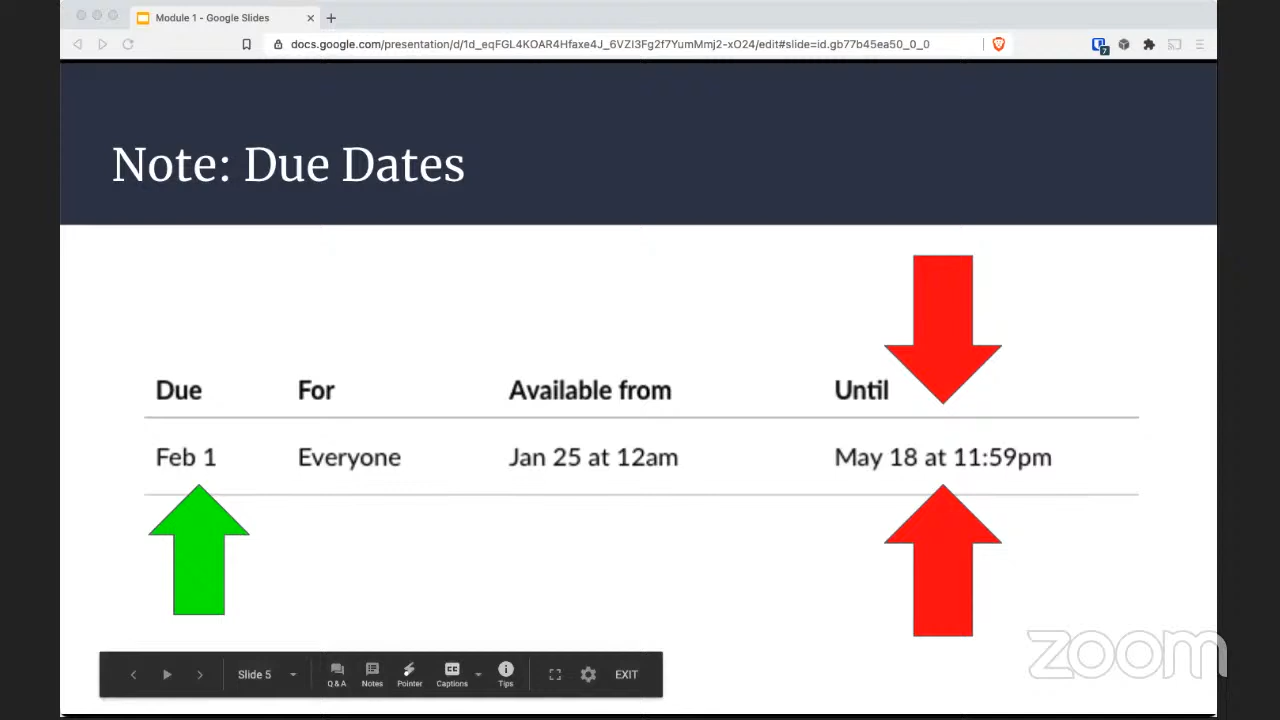 Module 1 - Google Slides
docs.google.com/presentation/d/1d_eqFGL4KOAR4Hfaxe4J_6VZI3Fg2f7YumMmj2-xO24/edit#slide=id.gb77b45ea50_0_0
7
Note: Due Dates
Due For Available from Until
Feb 1 Everyone Jan 25 at 12am May 18 at 11:59pm
Slide 5 Q&A Notes Pointer CC Captions Tips EXIT
zoom